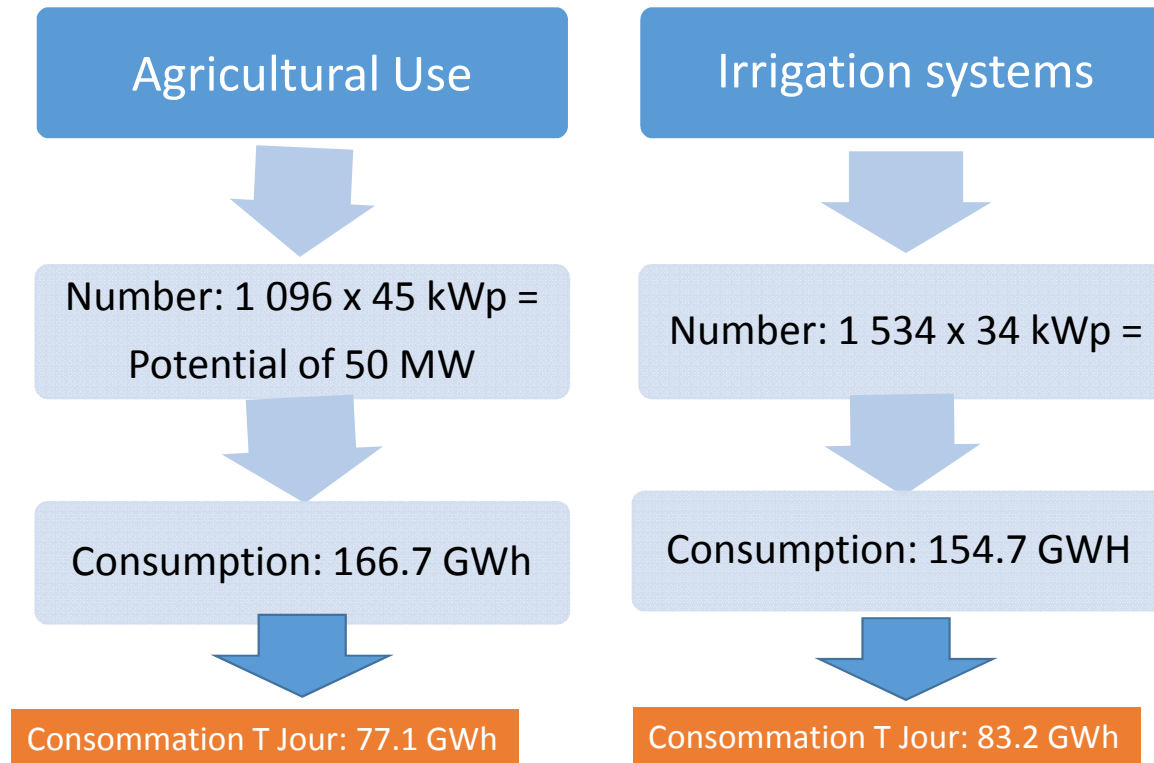 Agricultural Use
Number: 1 096 x 45 kWp =
Potential of 50 MW
Consumption: 166.7 GWh
Consommation T Jour: 77.1 GWh
Irrigation systems
Number: 1 534 x 34 kWp =
Consumption: 154.7 GWH
Consommation T Jour: 83.2 GWh